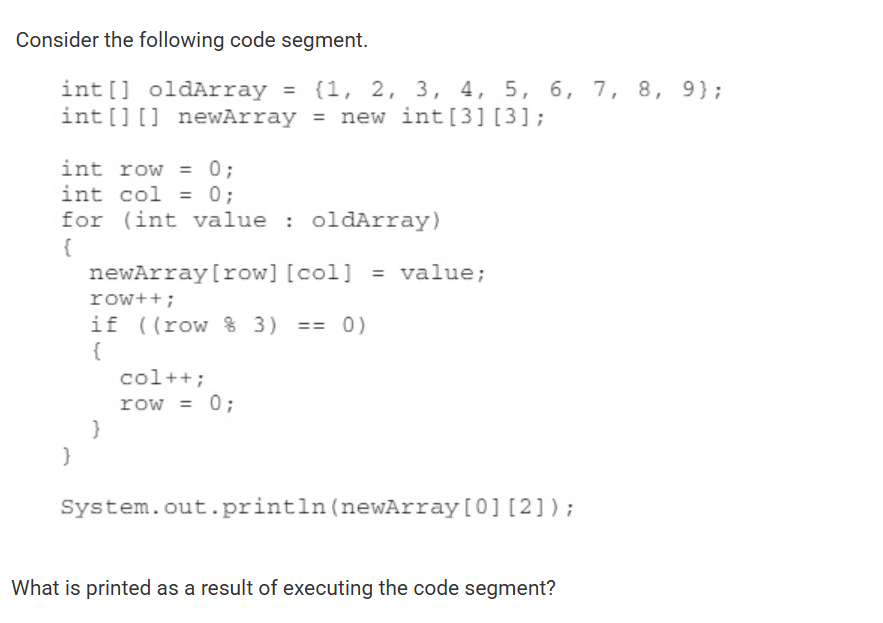 Consider the following code segment.
int[] oldArray = {1, 2, 3, 4, 5, 6, 7, 8, 9};
int[][] newArray = new int[3][3];
int row = 0;
int col = 0;
for (int value : oldArray)
{
newArray[row][col] = value;
row++;
if ((row % 3) == 0)
{
col++;
row = 0;
}
}
System.out.println(newArray[0][2]);
What is printed as a result of executing the code segment?